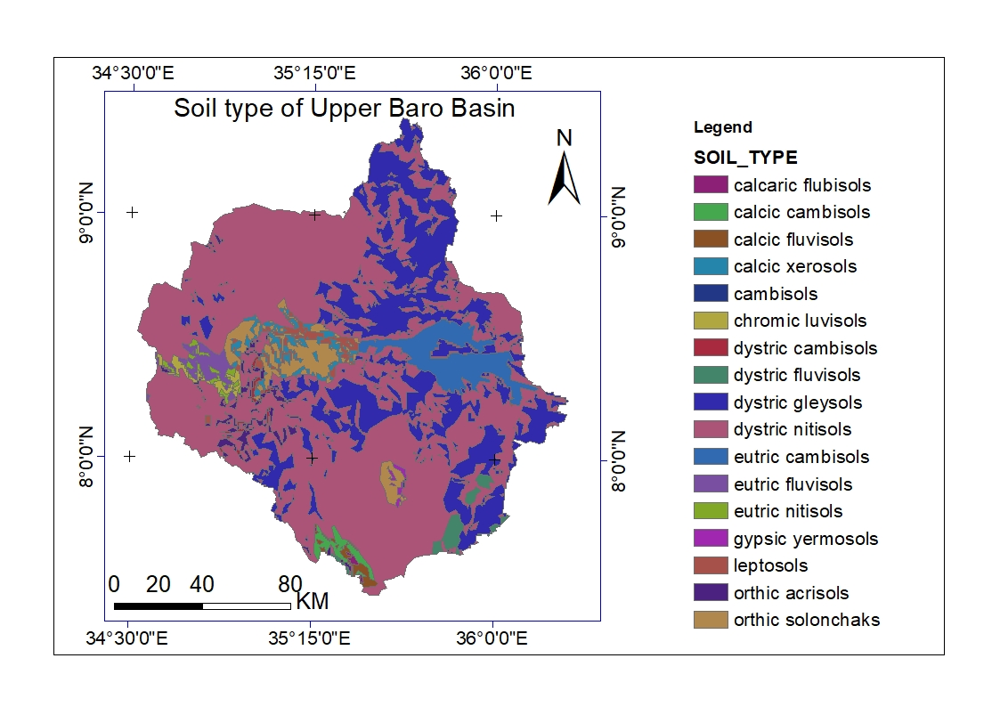 34°30'0"E 35°15'0"E 36°0'0"E
Soil type of Upper Baro Basin
N
9°0'0"N 9°0'0"N
8°0'0"N 8°0'0"N
0 20 40 80
KM
34°30'0"E 35°15'0"E 36°0'0"E
Legend
SOIL_TYPE
calcaric flubisols
calcic cambisols
calcic fluvisols
calcic xerosols
cambisols
chromic luvisols
dystric cambisols
dystric fluvisols
dystric gleysols
dystric nitisols
eutric cambisols
eutric fluvisols
eutric nitisols
gypsic yermosols
leptosols
orthic acrisols
orthic solonchaks